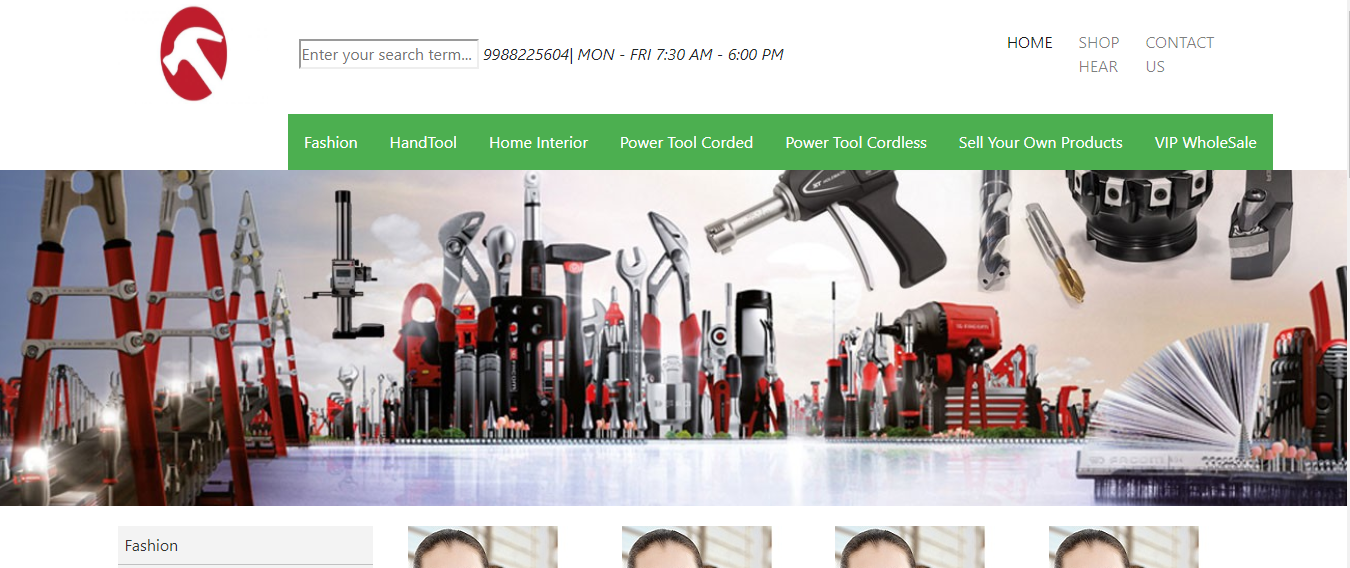 Enter your search term... 9988225604| MON - FRI 7:30 AM - 6:00 PM
HOME SHOP HEAR CONTACT US
Fashion HandTool Home Interior Power Tool Corded Power Tool Cordless Sell Your Own Products VIP WholeSale
FACOM
Fashion